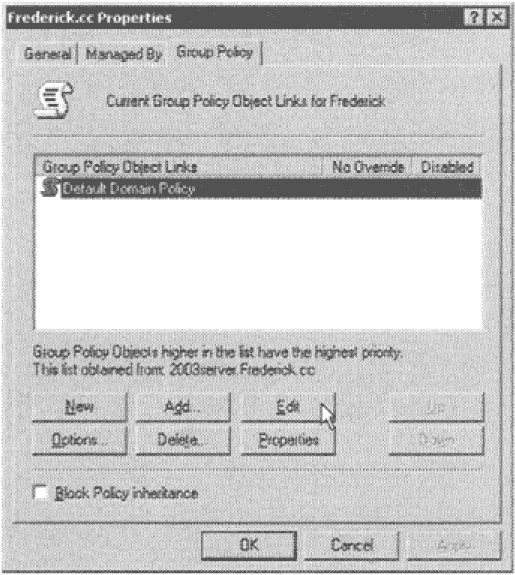 Frederick.cc Properties
General Managed By Group Policy
Current Group Policy Object Links for Frederick
Group Policy Object Links No Override Disabled
Default Domain Policy
Group Policy Objects higher in the list have the highest priority.
This list obtained from: 2003server.Frederick.cc
New Add... Edit Up
Options... Delete... Properties Down
Block Policy inheritance
OK Cancel Apply